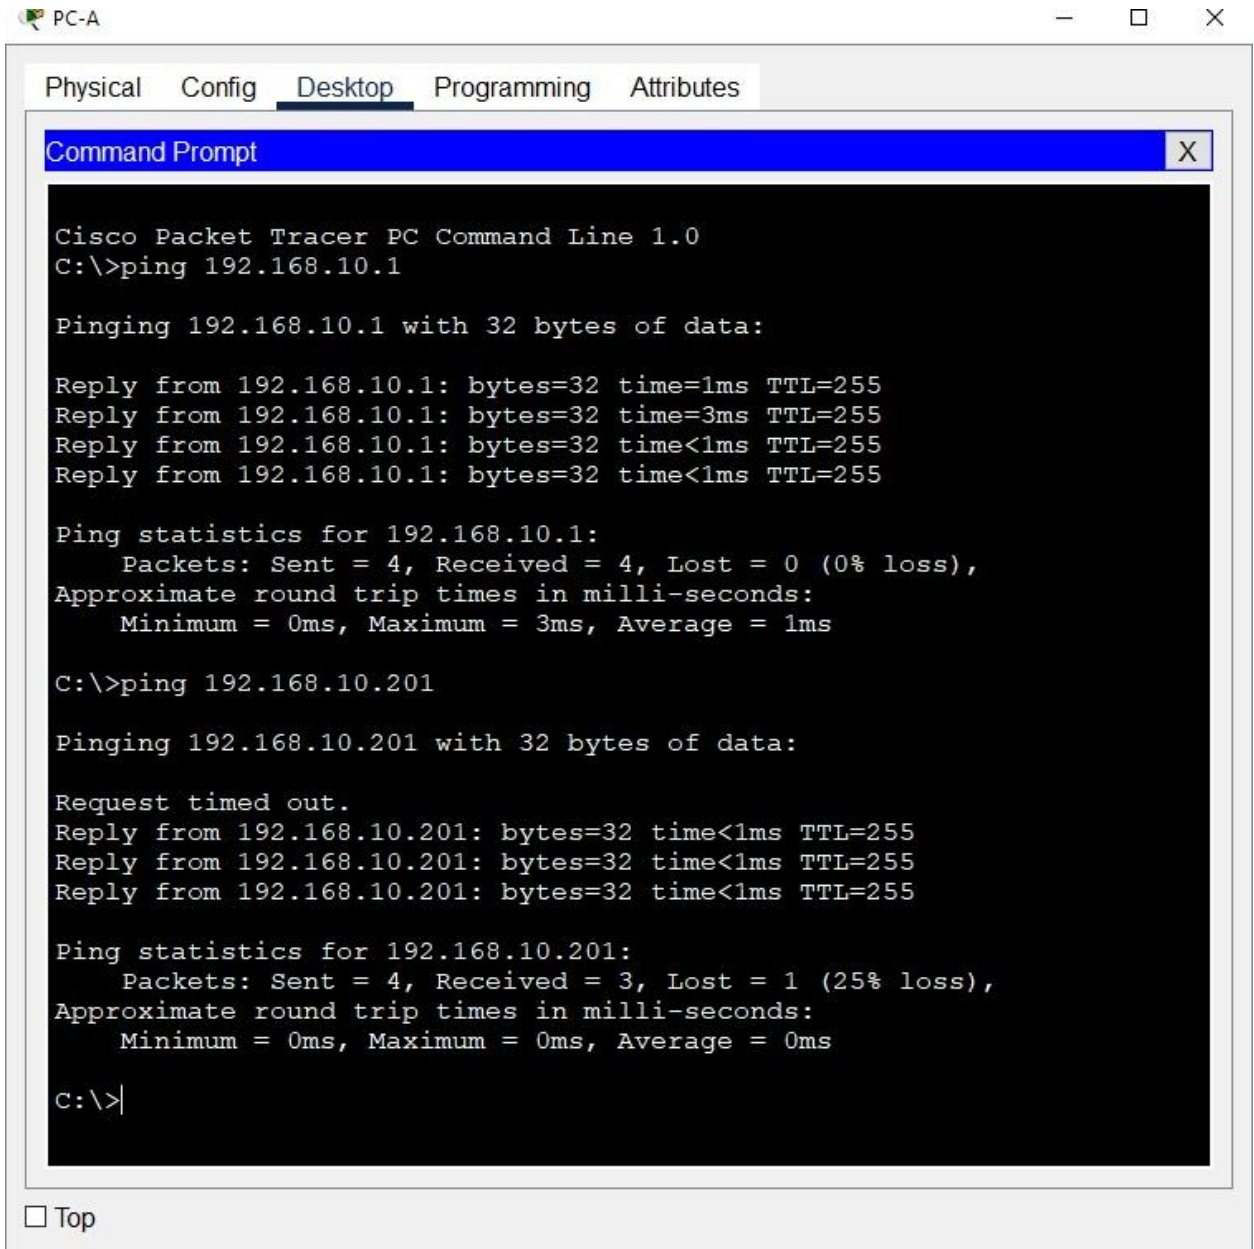 PC-A
Physical Config Desktop Programming Attributes
Command Prompt X
Cisco Packet Tracer PC Command Line 1.0
C:\>ping 192.168.10.1
Pinging 192.168.10.1 with 32 bytes of data:
Reply from 192.168.10.1: bytes=32 time=1ms TTL=255
Reply from 192.168.10.1: bytes=32 time=3ms TTL=255
Reply from 192.168.10.1: bytes=32 time<1ms TTL=255
Reply from 192.168.10.1: bytes=32 time<1ms TTL=255
Ping statistics for 192.168.10.1:
    Packets: Sent = 4, Received = 4, Lost = 0 (0% loss),
Approximate round trip times in milli-seconds:
    Minimum = 0ms, Maximum = 3ms, Average = 1ms
C:\>ping 192.168.10.201
Pinging 192.168.10.201 with 32 bytes of data:
Request timed out.
Reply from 192.168.10.201: bytes=32 time<1ms TTL=255
Reply from 192.168.10.201: bytes=32 time<1ms TTL=255
Reply from 192.168.10.201: bytes=32 time<1ms TTL=255
Ping statistics for 192.168.10.201:
    Packets: Sent = 4, Received = 3, Lost = 1 (25% loss),
Approximate round trip times in milli-seconds:
    Minimum = 0ms, Maximum = 0ms, Average = 0ms
C:\>
Top